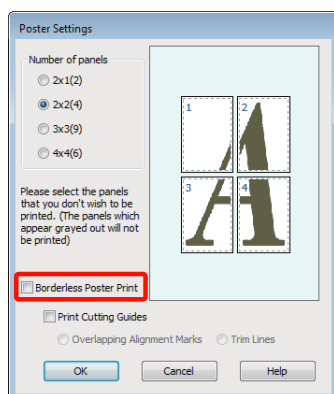 Poster Settings
Number of panels
2x1(2)
2x2(4)
3x3(9)
4x4(6)
1 2
3 4
A
Please select the panels
that you don't wish to be
printed. (The panels which
appear grayed out will not
be printed)
Borderless Poster Print
Print Cutting Guides
Overlapping Alignment Marks Trim Lines
OK Cancel Help